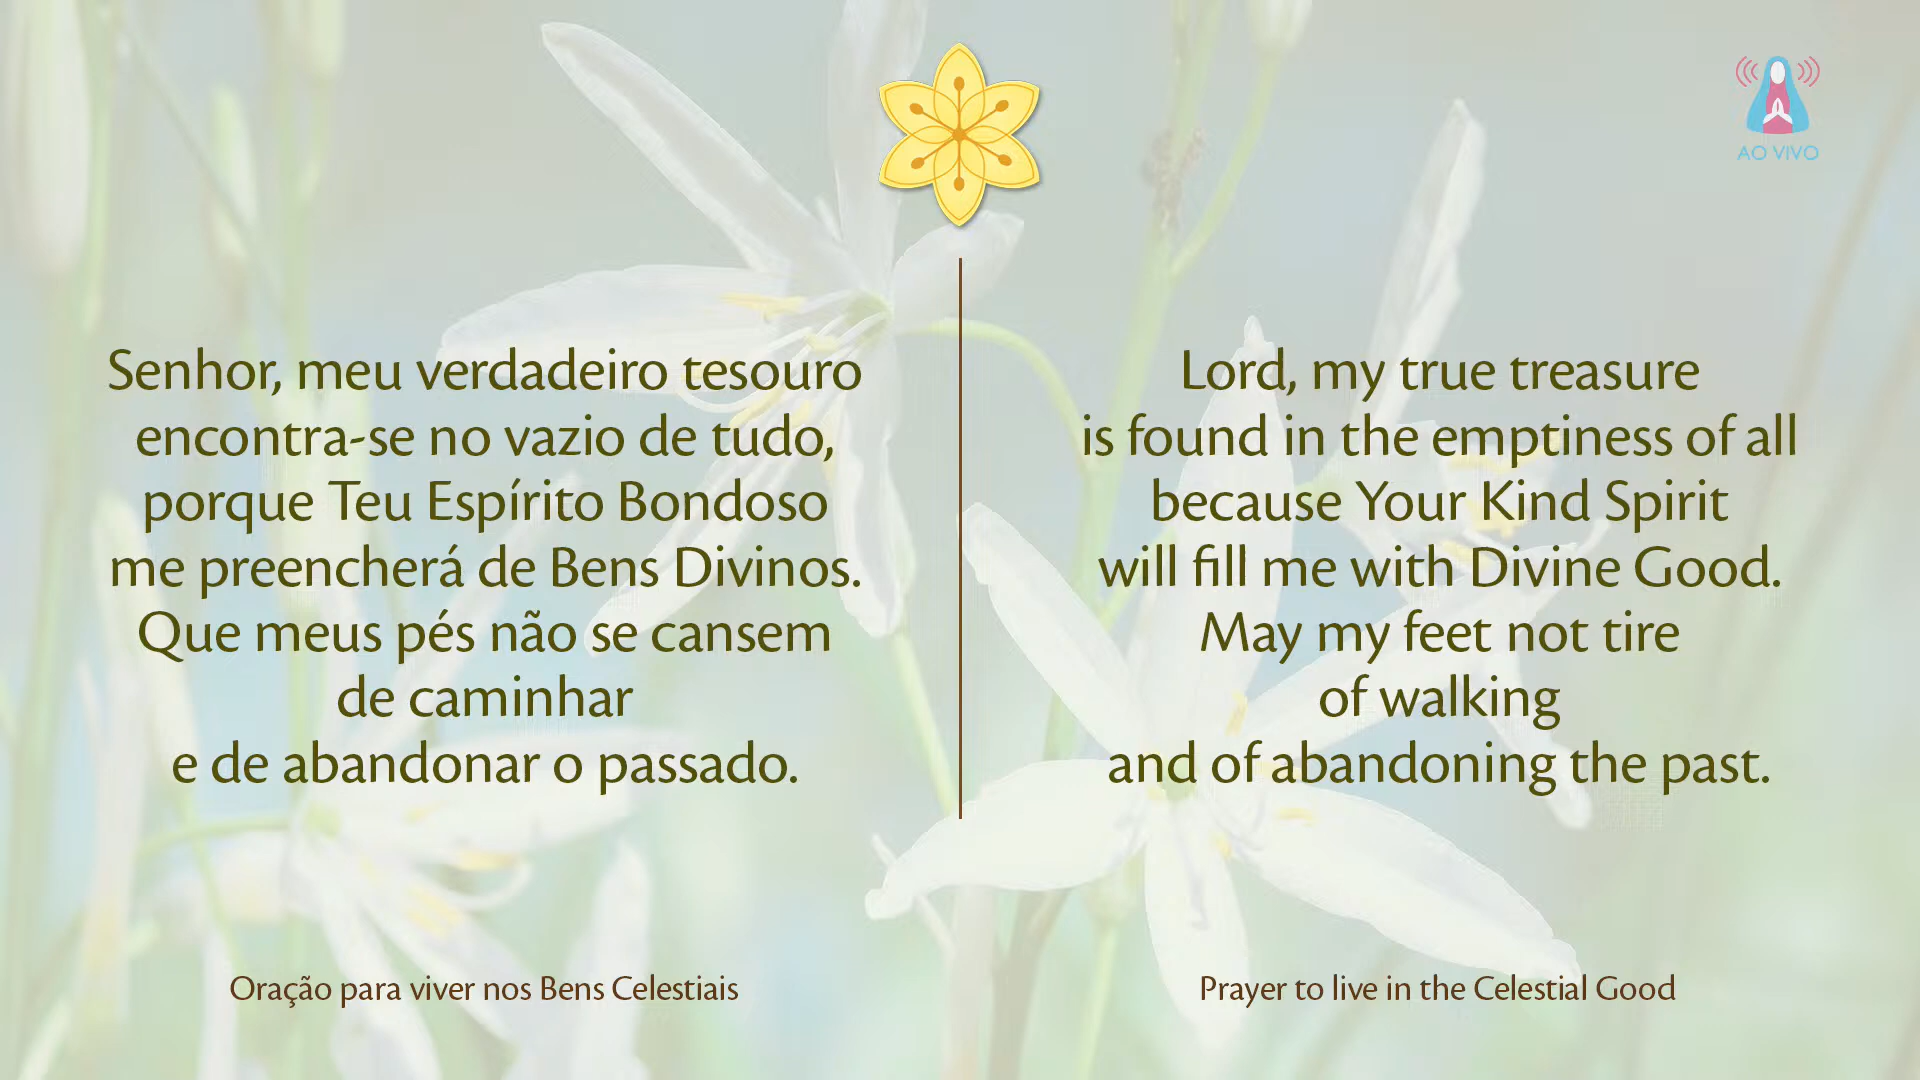 AO VIVO
Senhor, meu verdadeiro tesouro
encontra-se no vazio de tudo,
porque Teu Espírito Bondoso
me preencherá de Bens Divinos.
Que meus pés não se cansem
de caminhar
e de abandonar o passado.
Oração para viver nos Bens Celestiais
Lord, my true treasure
is found in the emptiness of all
because Your Kind Spirit
will fill me with Divine Good.
May my feet not tire
of walking
and of abandoning the past.
Prayer to live in the Celestial Good